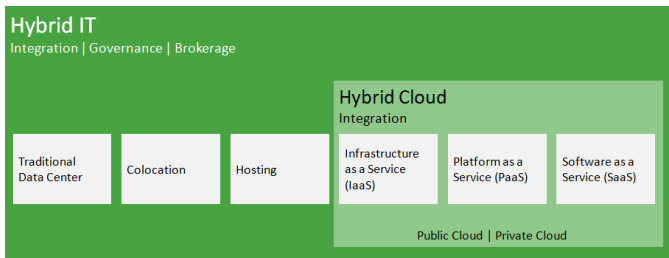 Hybrid IT
Integration | Governance | Brokerage
Hybrid Cloud
Integration
Traditional
Data Center
Colocation
Hosting
Infrastructure
as a Service
(IaaS)
Platform as a
Service (PaaS)
Software as a
Service (SaaS)
Public Cloud | Private Cloud